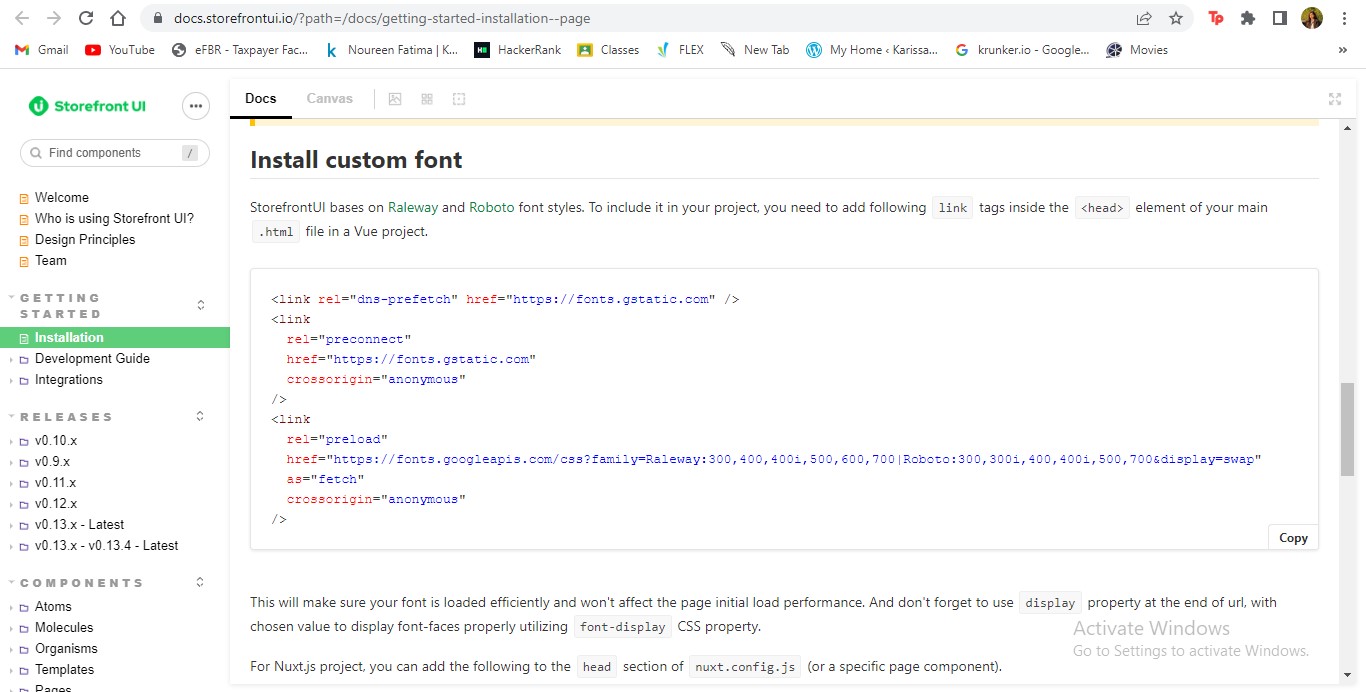 docs.storefrontui.io/?path=/docs/getting-started-installation--page
Tp
Gmail
YouTube
eFBR - Taxpayer Fac...
Noureen Fatima | K...
HackerRank
Classes
FLEX
New Tab
My Home ‹ Karissa...
krunker.io - Google...
Movies
»
Storefront UI
Find components
/
Welcome
Who is using Storefront UI?
Design Principles
Team
GETTING
STARTED
Installation
Development Guide
Integrations
RELEASES
v0.10.x
v0.9.x
v0.11.x
v0.12.x
v0.13.x - Latest
v0.13.x - v0.13.4 - Latest
COMPONENTS
Atoms
Molecules
Organisms
Templates
Pages
Docs
Canvas
Install custom font
StorefrontUI bases on Raleway and Roboto font styles. To include it in your project, you need to add following link tags inside the <head> element of your main
.html file in a Vue project.
<link rel="dns-prefetch" href="https://fonts.gstatic.com" />
<link
rel="preconnect"
href="https://fonts.gstatic.com"
crossorigin="anonymous"
/>
<link
rel="preload"
href="https://fonts.googleapis.com/css?family=Raleway:300,400,400i,500,600,700|Roboto:300,300i,400,400i,500,700&display=swap"
as="fetch"
crossorigin="anonymous"
/>
Copy
This will make sure your font is loaded efficiently and won't affect the page initial load performance. And don't forget to use display property at the end of url, with
chosen value to display font-faces properly utilizing font-display CSS property.
For Nuxt.js project, you can add the following to the head section of nuxt.config.js (or a specific page component).
Activate Windows
Go to Settings to activate Windows.